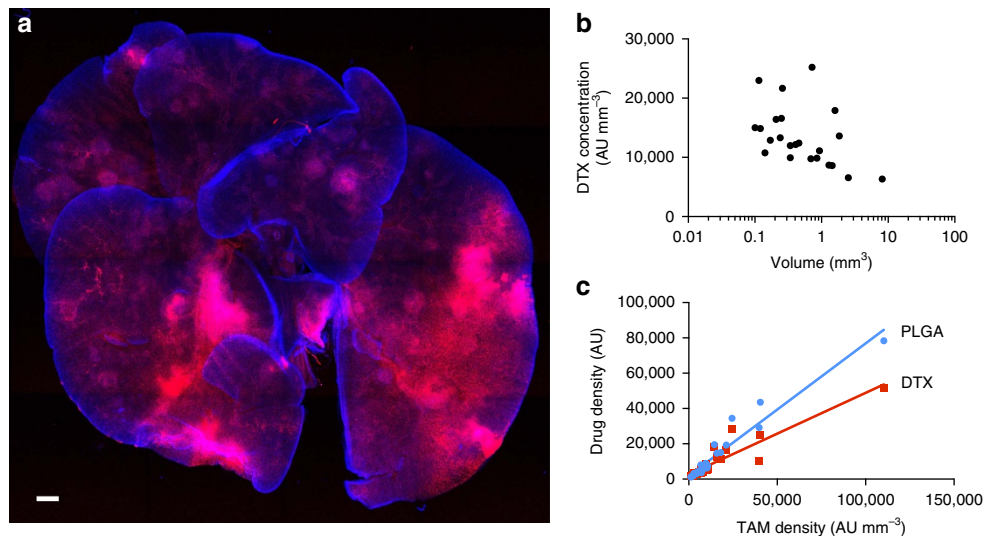 a
b
30,000
20,000
10,000
0
DTX concentration
(AU mm⁻³)
0.01
0.1
1
10
100
Volume (mm³)
c
100,000
80,000
60,000
40,000
20,000
0
Drug density (AU)
PLGA
DTX
0
50,000
100,000
150,000
TAM density (AU mm⁻³)